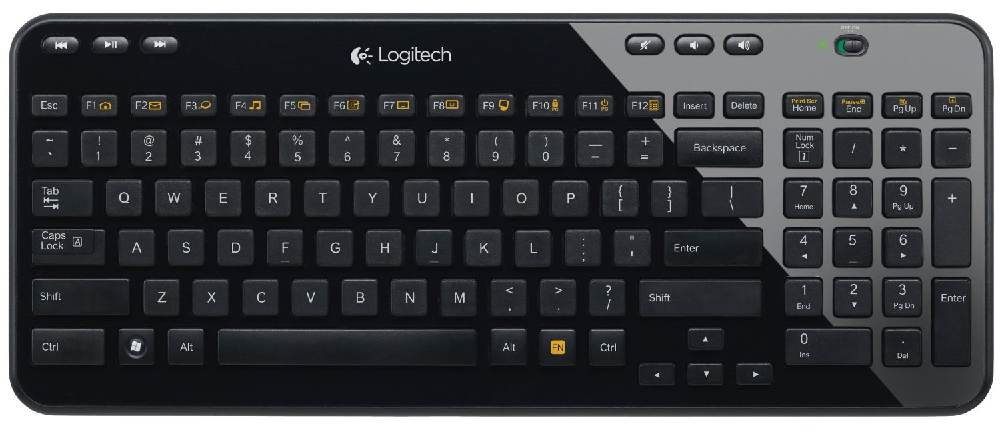 OFF ON
Logitech
Esc F1 F2 F3 F4 F5 F6 F7 F8 F9 F10 PC F11 PC F12 Insert Delete Print Scr Home Pause/B End Pg Up Pg Dn
~ ! @ # $ % ^ & * ( ) — +
` 1 2 3 4 5 6 7 8 9 0 – = Backspace Num Lock 1 / * –
Tab Q W E R T Y U I O P { [ } ] | \ 7 Home 8 9 Pg Up +
Caps Lock A A S D F G H J K L : ; " ' Enter 4 5 6
Shift Z X C V B N M < , > . ? / Shift 1 End 2 3 Pg Dn Enter
Ctrl Alt Alt FN Ctrl 0 Ins . Del